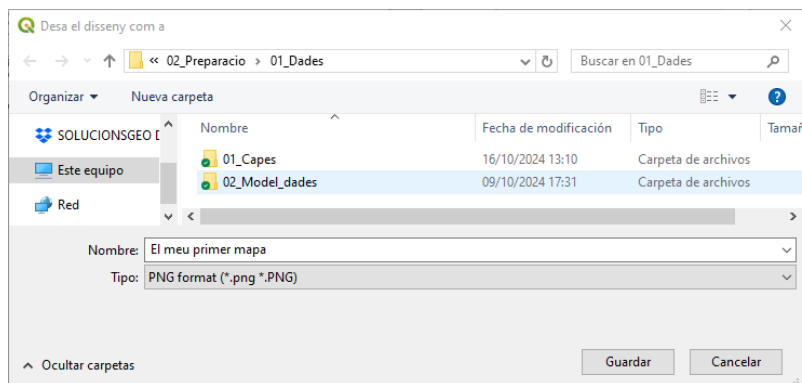 Desa el disseny com a
« 02_Preparacio › 01_Dades
Buscar en 01_Dades
Organizar
Nueva carpeta
SOLUCIONSGEO
Este equipo
Red
Nombre Fecha de modificación Tipo Tamañ
01_Capes 16/10/2024 13:10 Carpeta de archivos
02_Model_dades 09/10/2024 17:31 Carpeta de archivos
Nombre: El meu primer mapa
Tipo: PNG format (*.png *.PNG)
Ocultar carpetas
Guardar
Cancelar